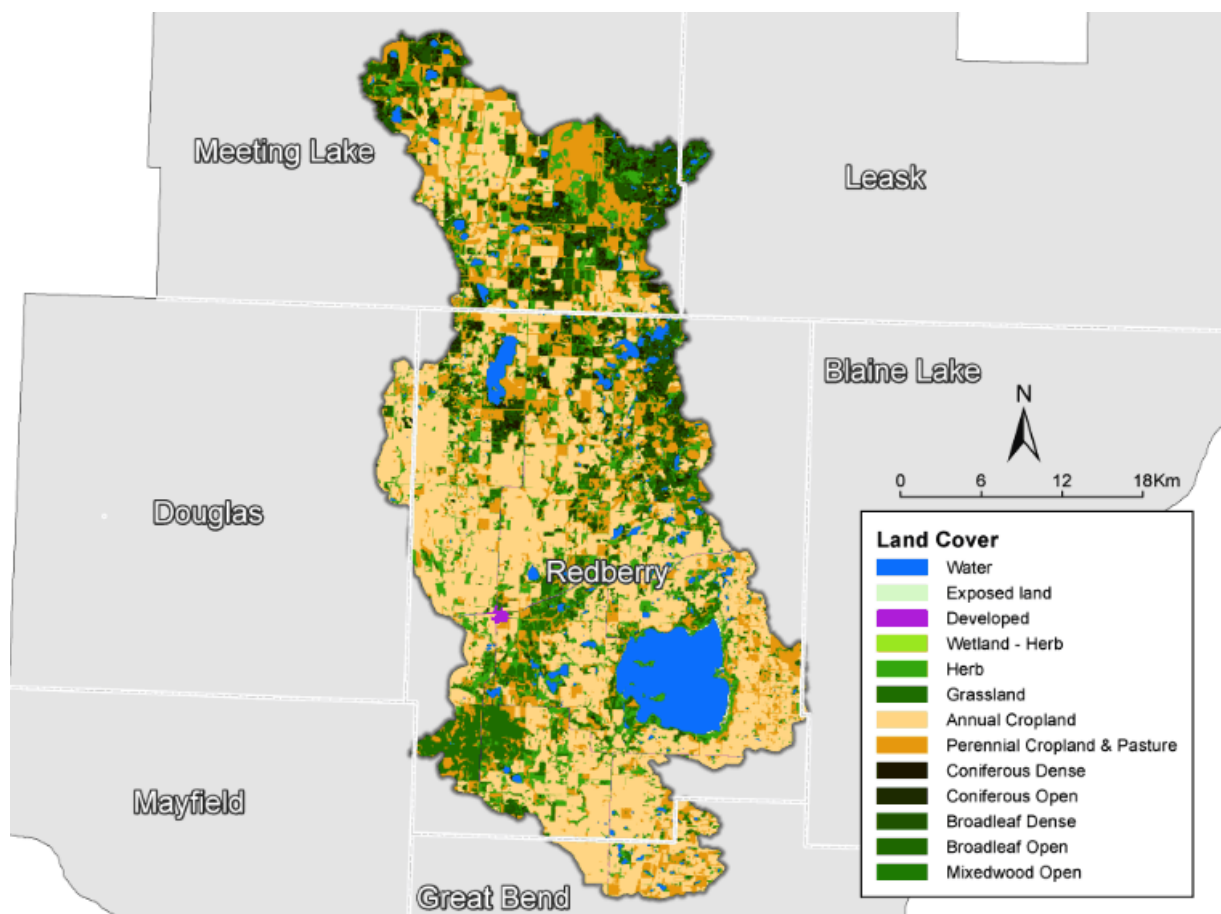 Meeting Lake
Leask
Blaine Lake
N
0 6 12 18Km
Douglas
Redberry
Land Cover
Water
Exposed land
Developed
Wetland - Herb
Herb
Grassland
Annual Cropland
Perennial Cropland & Pasture
Coniferous Dense
Coniferous Open
Broadleaf Dense
Broadleaf Open
Mixedwood Open
Mayfield
Great Bend